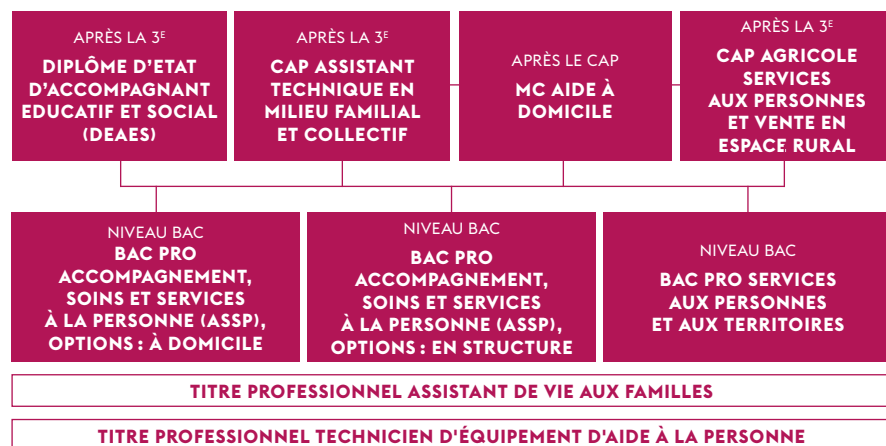 APRÈS LA 3E
DIPLÔME D'ETAT
D'ACCOMPAGNANT
EDUCATIF ET SOCIAL
(DEAES)
APRÈS LA 3E
CAP ASSISTANT
TECHNIQUE EN
MILIEU FAMILIAL
ET COLLECTIF
APRÈS LE CAP
MC AIDE À
DOMICILE
APRÈS LA 3E
CAP AGRICOLE
SERVICES
AUX PERSONNES
ET VENTE EN
ESPACE RURAL
NIVEAU BAC
BAC PRO
ACCOMPAGNEMENT,
SOINS ET SERVICES
À LA PERSONNE (ASSP),
OPTIONS : À DOMICILE
NIVEAU BAC
BAC PRO
ACCOMPAGNEMENT,
SOINS ET SERVICES
À LA PERSONNE (ASSP),
OPTIONS : EN STRUCTURE
NIVEAU BAC
BAC PRO SERVICES
AUX PERSONNES
ET AUX TERRITOIRES
TITRE PROFESSIONNEL ASSISTANT DE VIE AUX FAMILLES
TITRE PROFESSIONNEL TECHNICIEN D'ÉQUIPEMENT D'AIDE À LA PERSONNE